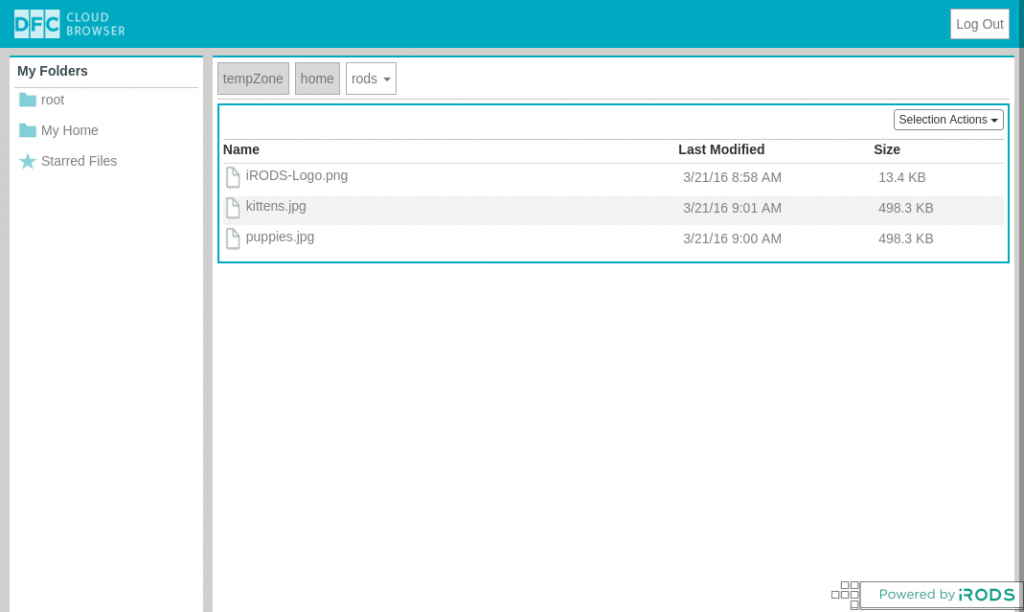 DFC CLOUD BROWSER
Log Out
My Folders
root
My Home
Starred Files
tempZone home rods
Selection Actions
Name Last Modified Size
iRODS-Logo.png 3/21/16 8:58 AM 13.4 KB
kittens.jpg 3/21/16 9:01 AM 498.3 KB
puppies.jpg 3/21/16 9:00 AM 498.3 KB
Powered by iRODS